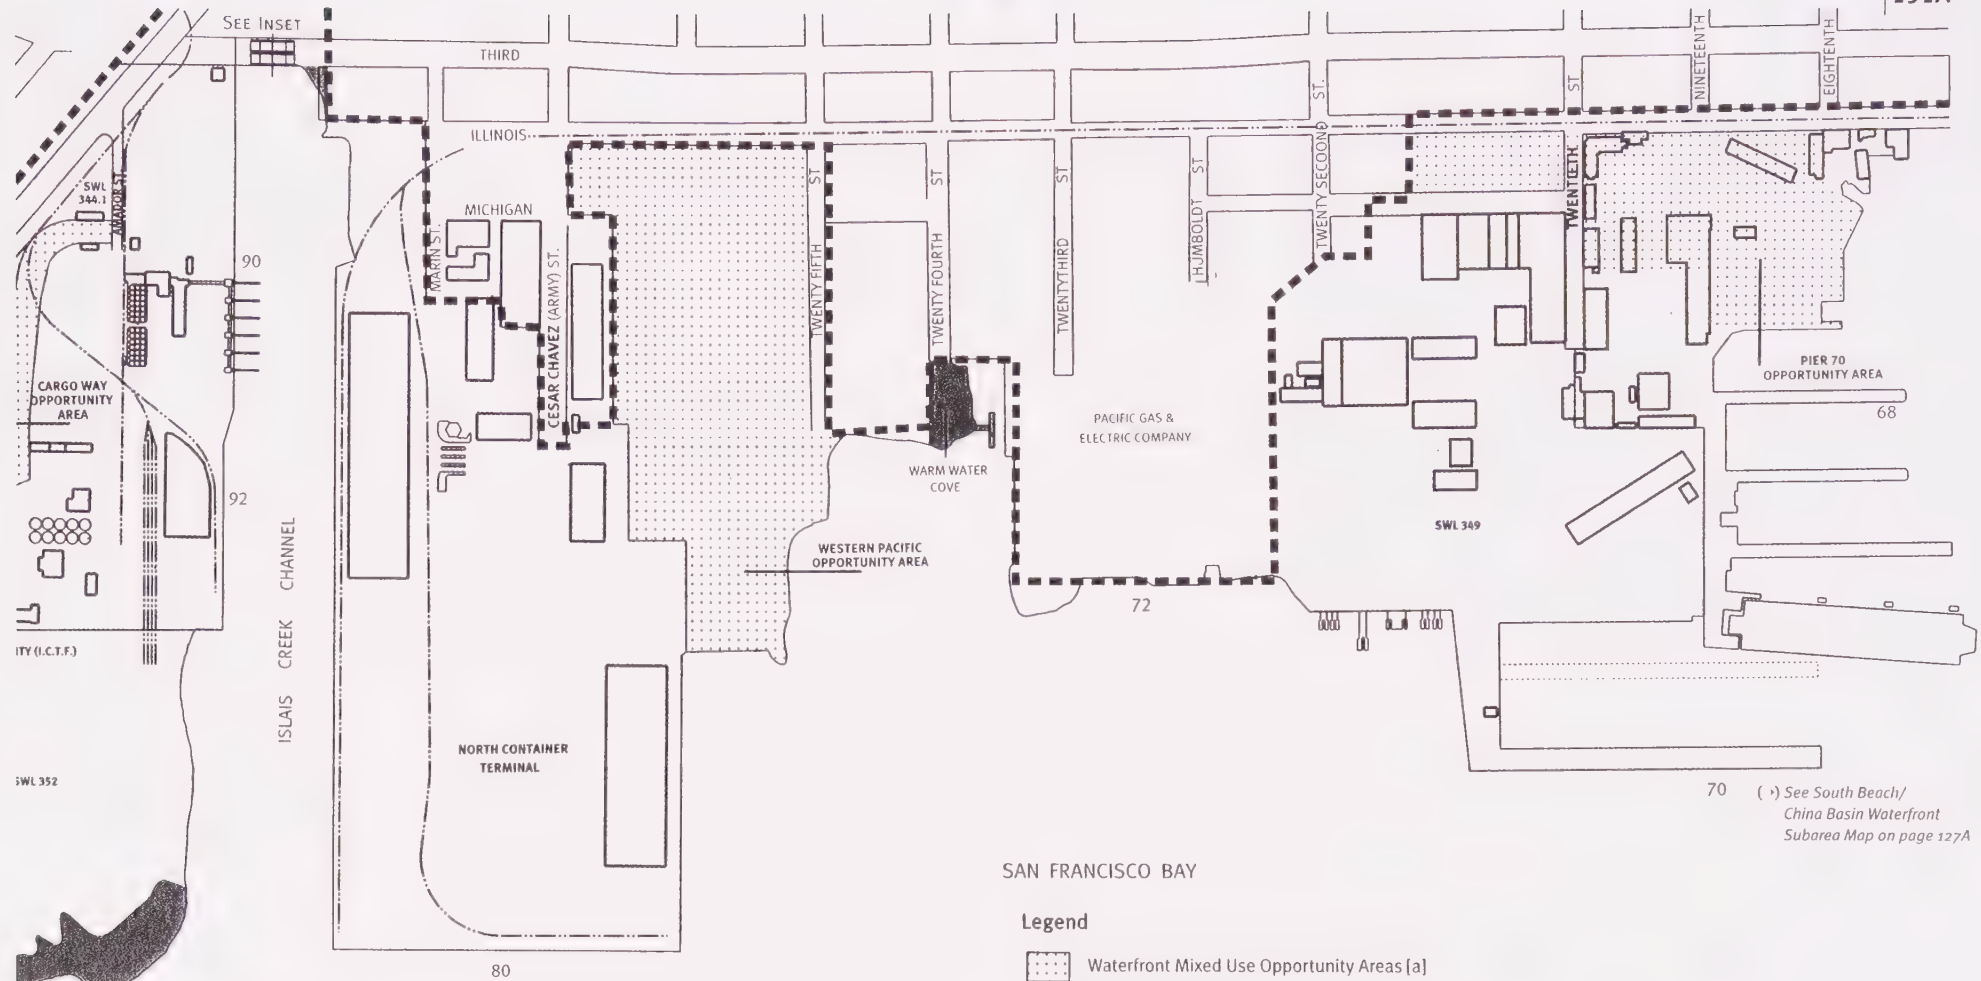 SEE INSET
THIRD
ST
ST.
NINETEENTH
EIGHTENTH
ILLINOIS
SWL
344.1
AMADOR ST.
MICHIGAN
MARIN ST.
CESAR CHAVEZ (ARMY) ST.
TWENTY FIFTH
ST
TWENTY FOURTH
ST
TWENTYTHIRD
ST
HUMBOLDT
ST
TWENTY SECOOND
TWENTIETH
90
CARGO WAY
OPPORTUNITY
AREA
92
ISLAIS CREEK CHANNEL
PACIFIC GAS &
ELECTRIC COMPANY
PIER 70
OPPORTUNITY AREA
68
WARM WATER
COVE
SWL 349
WESTERN PACIFIC
OPPORTUNITY AREA
72
ITY (I.C.T.F.)
NORTH CONTAINER
TERMINAL
SWL 352
70
See South Beach/
China Basin Waterfront
Subarea Map on page 127A
SAN FRANCISCO BAY
Legend
Waterfront Mixed Use Opportunity Areas [a]
80